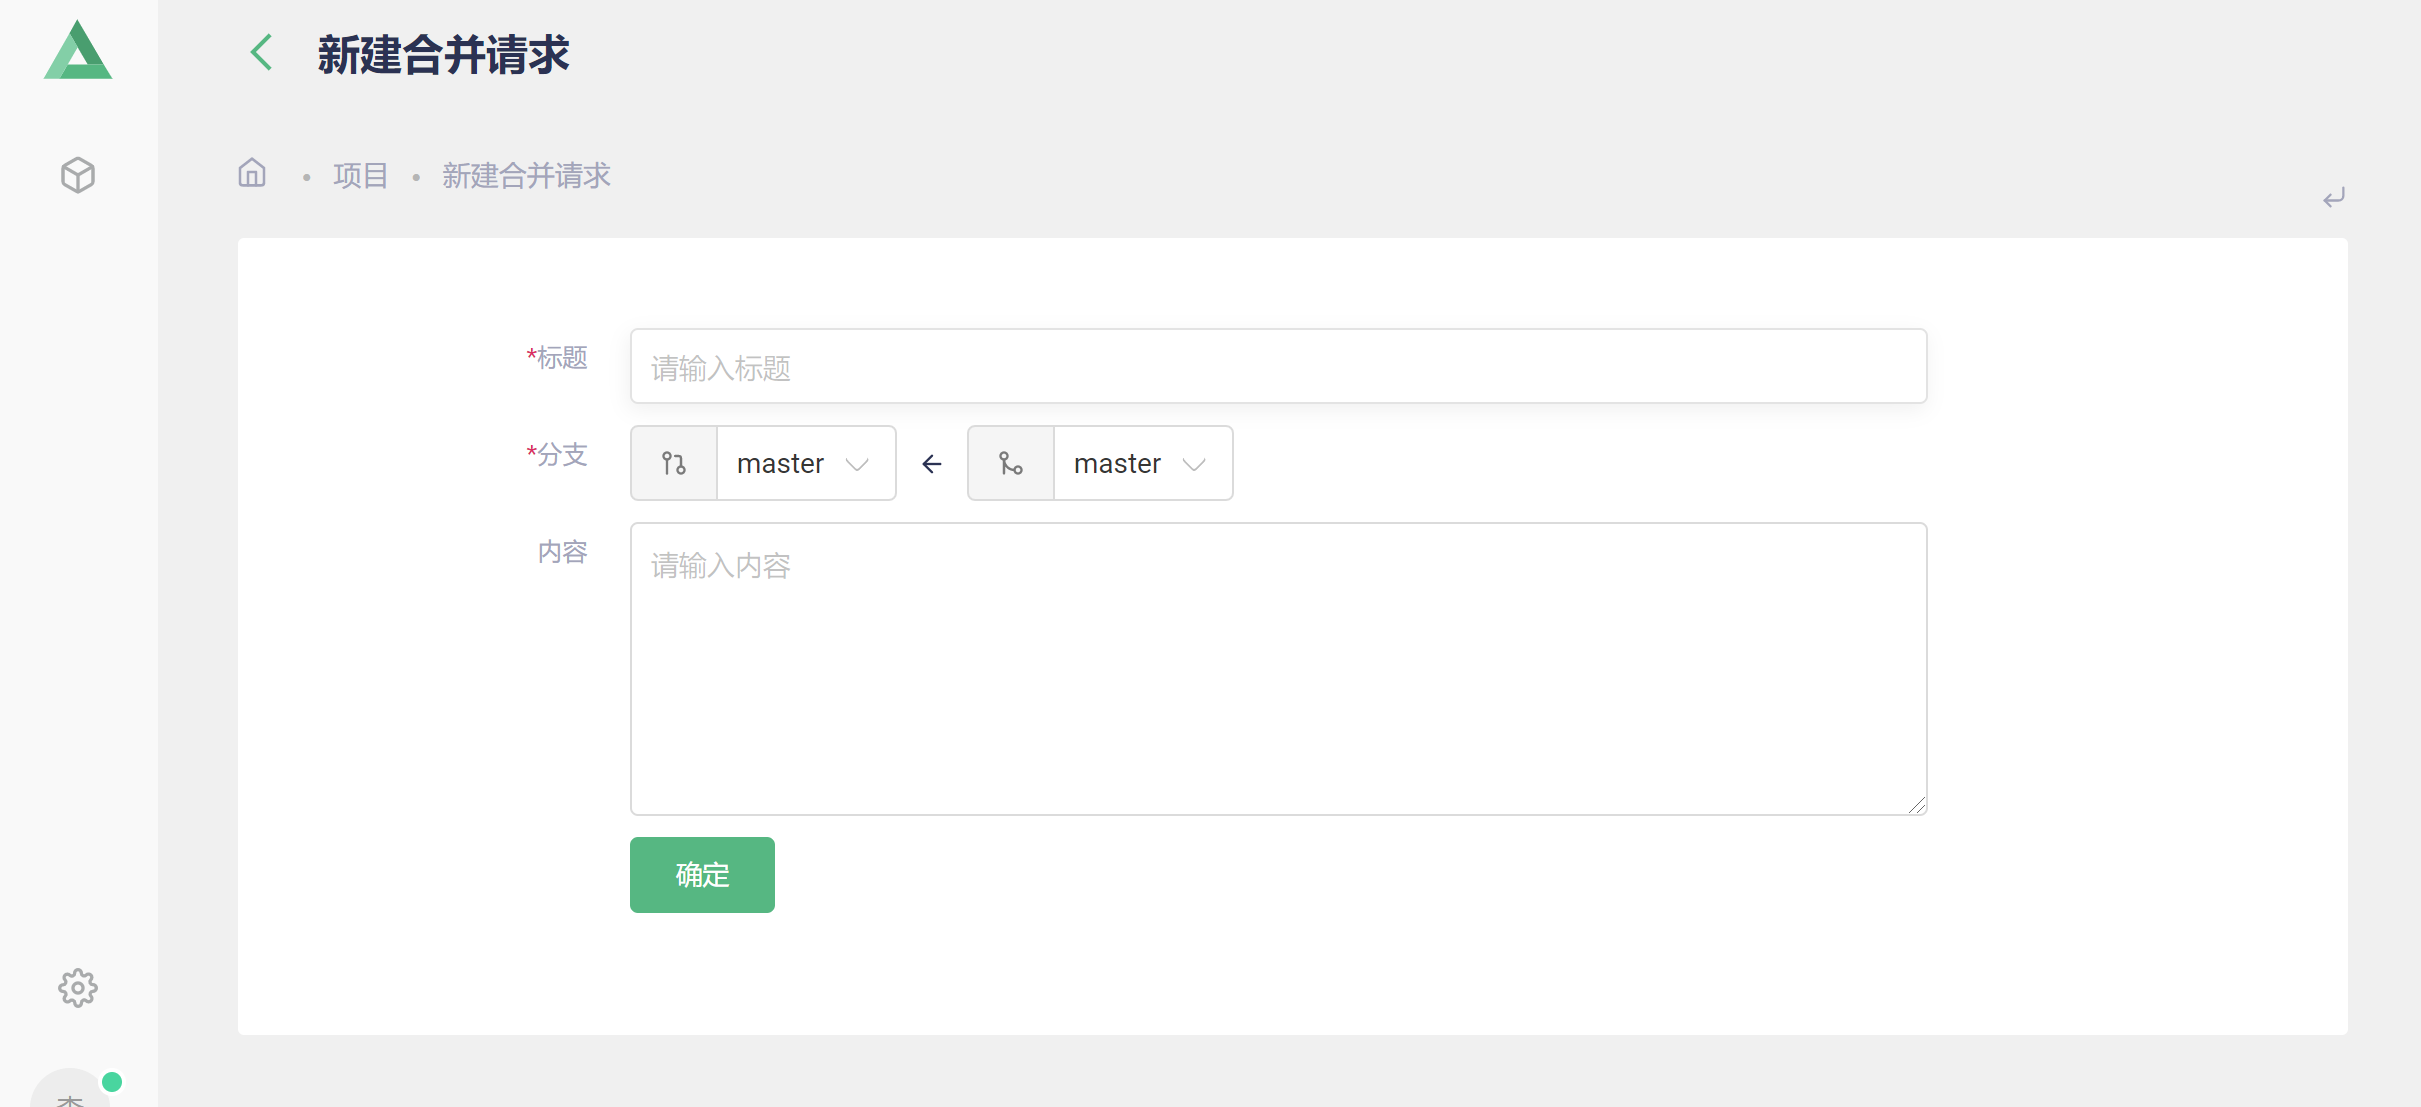 新建合并请求
项目 • 新建合并请求
*标题 请输入标题
*分支 master ← master
内容 请输入内容
确定